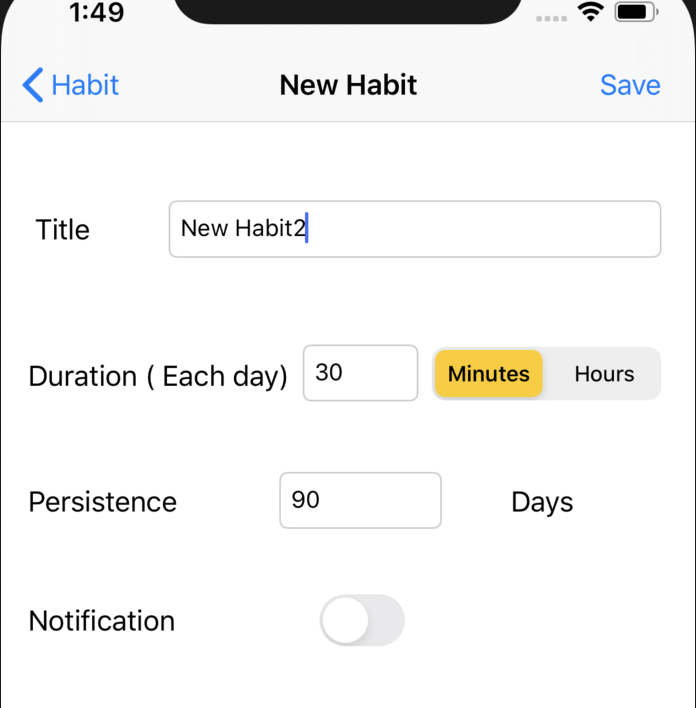 1:49
Habit New Habit Save
Title New Habit2
Duration ( Each day) 30 Minutes Hours
Persistence 90 Days
Notification